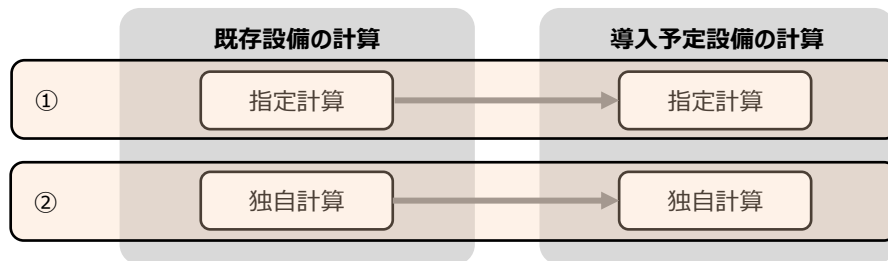 既存設備の計算 導入予定設備の計算
① 指定計算 指定計算
② 独自計算 独自計算